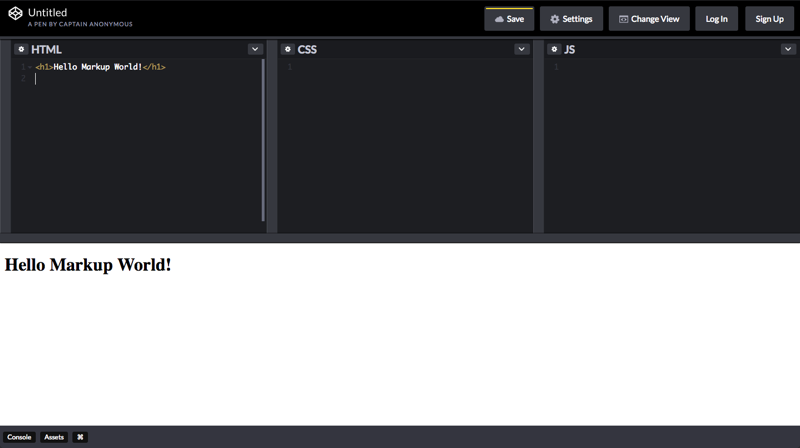 Untitled
A PEN BY CAPTAIN ANONYMOUS
Save
Settings
Change View
Log In
Sign Up
HTML
1 <h1>Hello Markup World!</h1>
2
CSS
1
JS
1
Hello Markup World!
Console
Assets
⌘